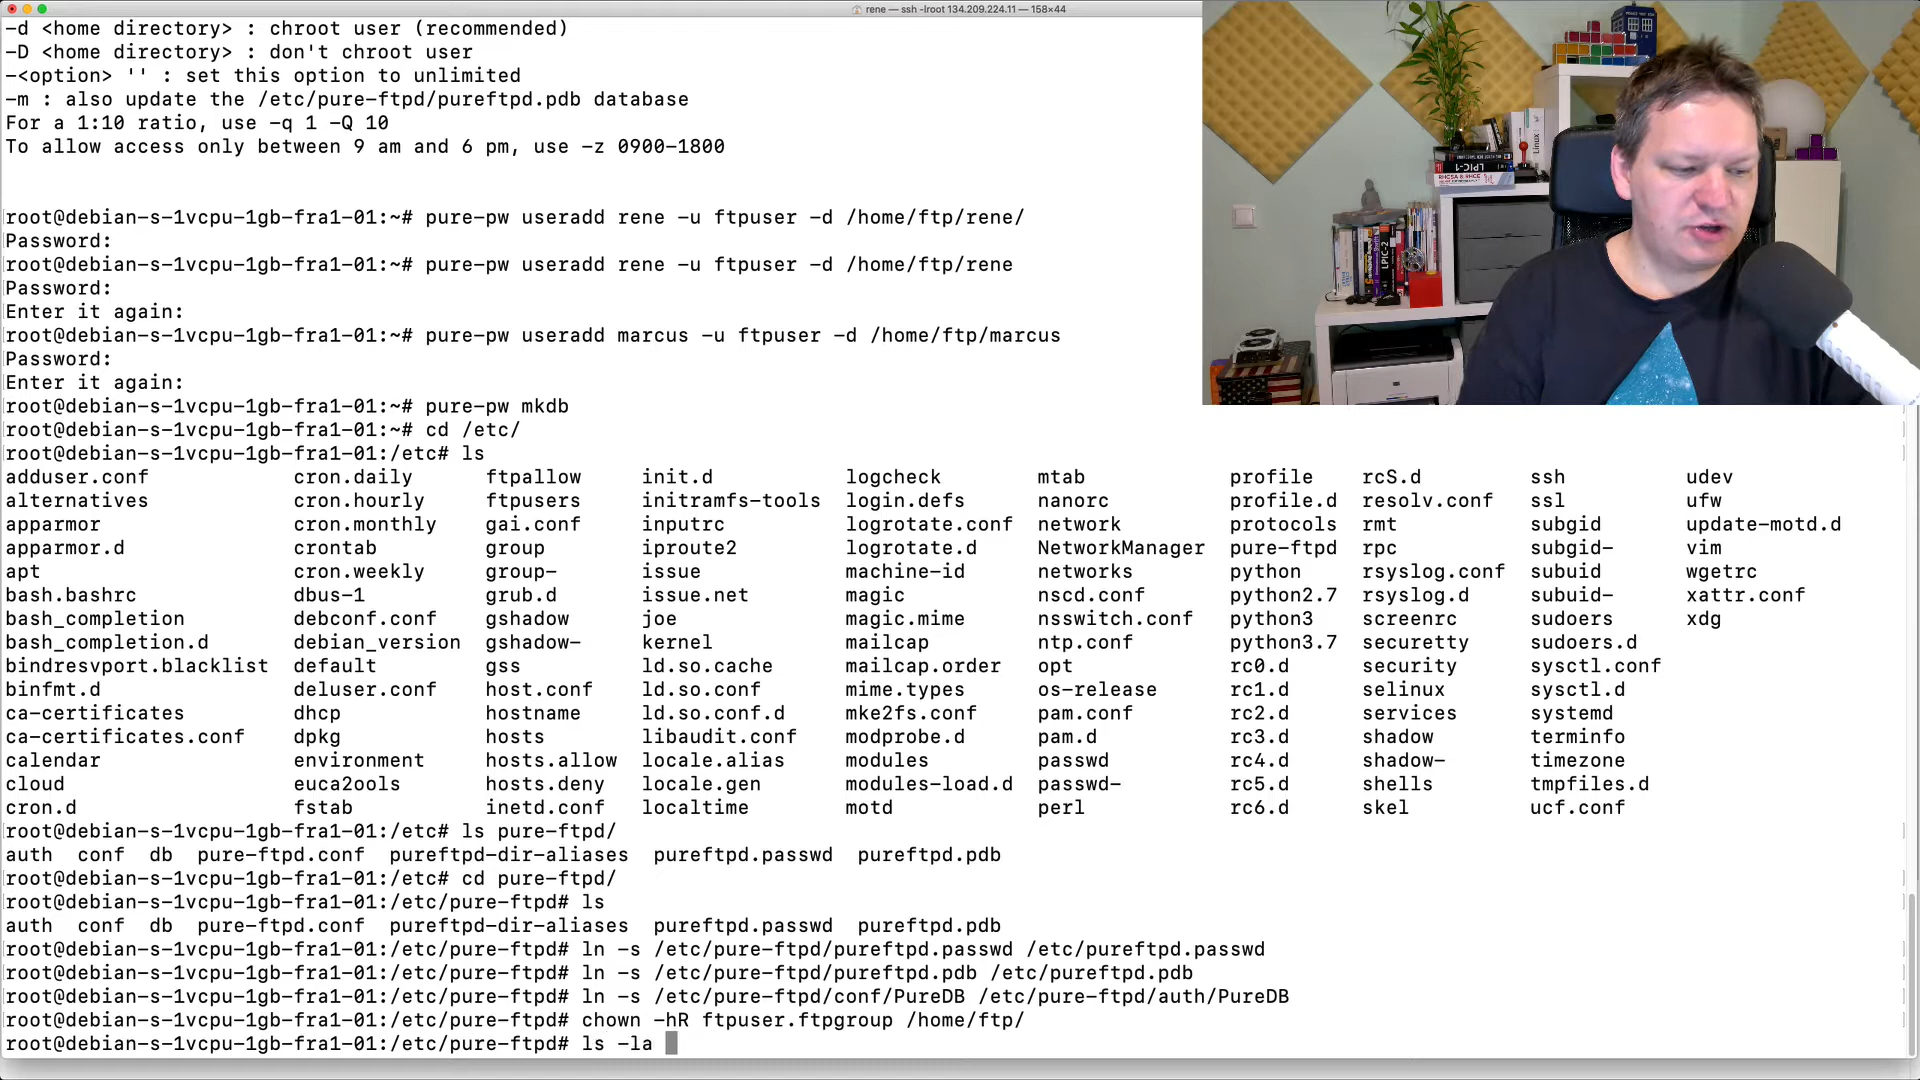 rene — ssh -lroot 134.209.224.11 — 158×44
-d <home directory> : chroot user (recommended)
-D <home directory> : don't chroot user
-<option> '' : set this option to unlimited
-m : also update the /etc/pure-ftpd/pureftpd.pdb database
For a 1:10 ratio, use -q 1 -Q 10
To allow access only between 9 am and 6 pm, use -z 0900-1800
root@debian-s-1vcpu-1gb-fra1-01:~# pure-pw useradd rene -u ftpuser -d /home/ftp/rene/
Password:
root@debian-s-1vcpu-1gb-fra1-01:~# pure-pw useradd rene -u ftpuser -d /home/ftp/rene
Password:
Enter it again:
root@debian-s-1vcpu-1gb-fra1-01:~# pure-pw useradd marcus -u ftpuser -d /home/ftp/marcus
Password:
Enter it again:
root@debian-s-1vcpu-1gb-fra1-01:~# pure-pw mkdb
root@debian-s-1vcpu-1gb-fra1-01:~# cd /etc/
root@debian-s-1vcpu-1gb-fra1-01:/etc# ls
adduser.conf cron.daily ftpallow init.d logcheck mtab profile rcS.d ssh udev
alternatives cron.hourly ftpusers initramfs-tools login.defs nanorc profile.d resolv.conf ssl ufw
apparmor cron.monthly gai.conf inputrc logrotate.conf network protocols rmt subgid update-motd.d
apparmor.d crontab group iproute2 logrotate.d NetworkManager pure-ftpd rpc subgid- vim
apt cron.weekly group- issue machine-id networks python rsyslog.conf subuid wgetrc
bash.bashrc dbus-1 grub.d issue.net magic nscd.conf python2.7 rsyslog.d subuid- xattr.conf
bash_completion debconf.conf gshadow joe magic.mime nsswitch.conf python3 screenrc sudoers xdg
bash_completion.d debian_version gshadow- kernel mailcap ntp.conf python3.7 securetty sudoers.d
bindresvport.blacklist default gss ld.so.cache mailcap.order opt rc0.d security sysctl.conf
binfmt.d deluser.conf host.conf ld.so.conf mime.types os-release rc1.d selinux sysctl.d
ca-certificates dhcp hostname ld.so.conf.d mke2fs.conf pam.conf rc2.d services systemd
ca-certificates.conf dpkg hosts libaudit.conf modprobe.d pam.d rc3.d shadow terminfo
calendar environment hosts.allow locale.alias modules passwd rc4.d shadow- timezone
cloud euca2ools hosts.deny locale.gen modules-load.d passwd- rc5.d shells tmpfiles.d
cron.d fstab inetd.conf localtime motd perl rc6.d skel ucf.conf
root@debian-s-1vcpu-1gb-fra1-01:/etc# ls pure-ftpd/
auth conf db pure-ftpd.conf pureftpd-dir-aliases pureftpd.passwd pureftpd.pdb
root@debian-s-1vcpu-1gb-fra1-01:/etc# cd pure-ftpd/
root@debian-s-1vcpu-1gb-fra1-01:/etc/pure-ftpd# ls
auth conf db pure-ftpd.conf pureftpd-dir-aliases pureftpd.passwd pureftpd.pdb
root@debian-s-1vcpu-1gb-fra1-01:/etc/pure-ftpd# ln -s /etc/pure-ftpd/pureftpd.passwd /etc/pureftpd.passwd
root@debian-s-1vcpu-1gb-fra1-01:/etc/pure-ftpd# ln -s /etc/pure-ftpd/pureftpd.pdb /etc/pureftpd.pdb
root@debian-s-1vcpu-1gb-fra1-01:/etc/pure-ftpd# ln -s /etc/pure-ftpd/conf/PureDB /etc/pure-ftpd/auth/PureDB
root@debian-s-1vcpu-1gb-fra1-01:/etc/pure-ftpd# chown -hR ftpuser.ftpgroup /home/ftp/
root@debian-s-1vcpu-1gb-fra1-01:/etc/pure-ftpd# ls -la
Linux
LPIC-1
RHCSA & RHCE
LPIC-2